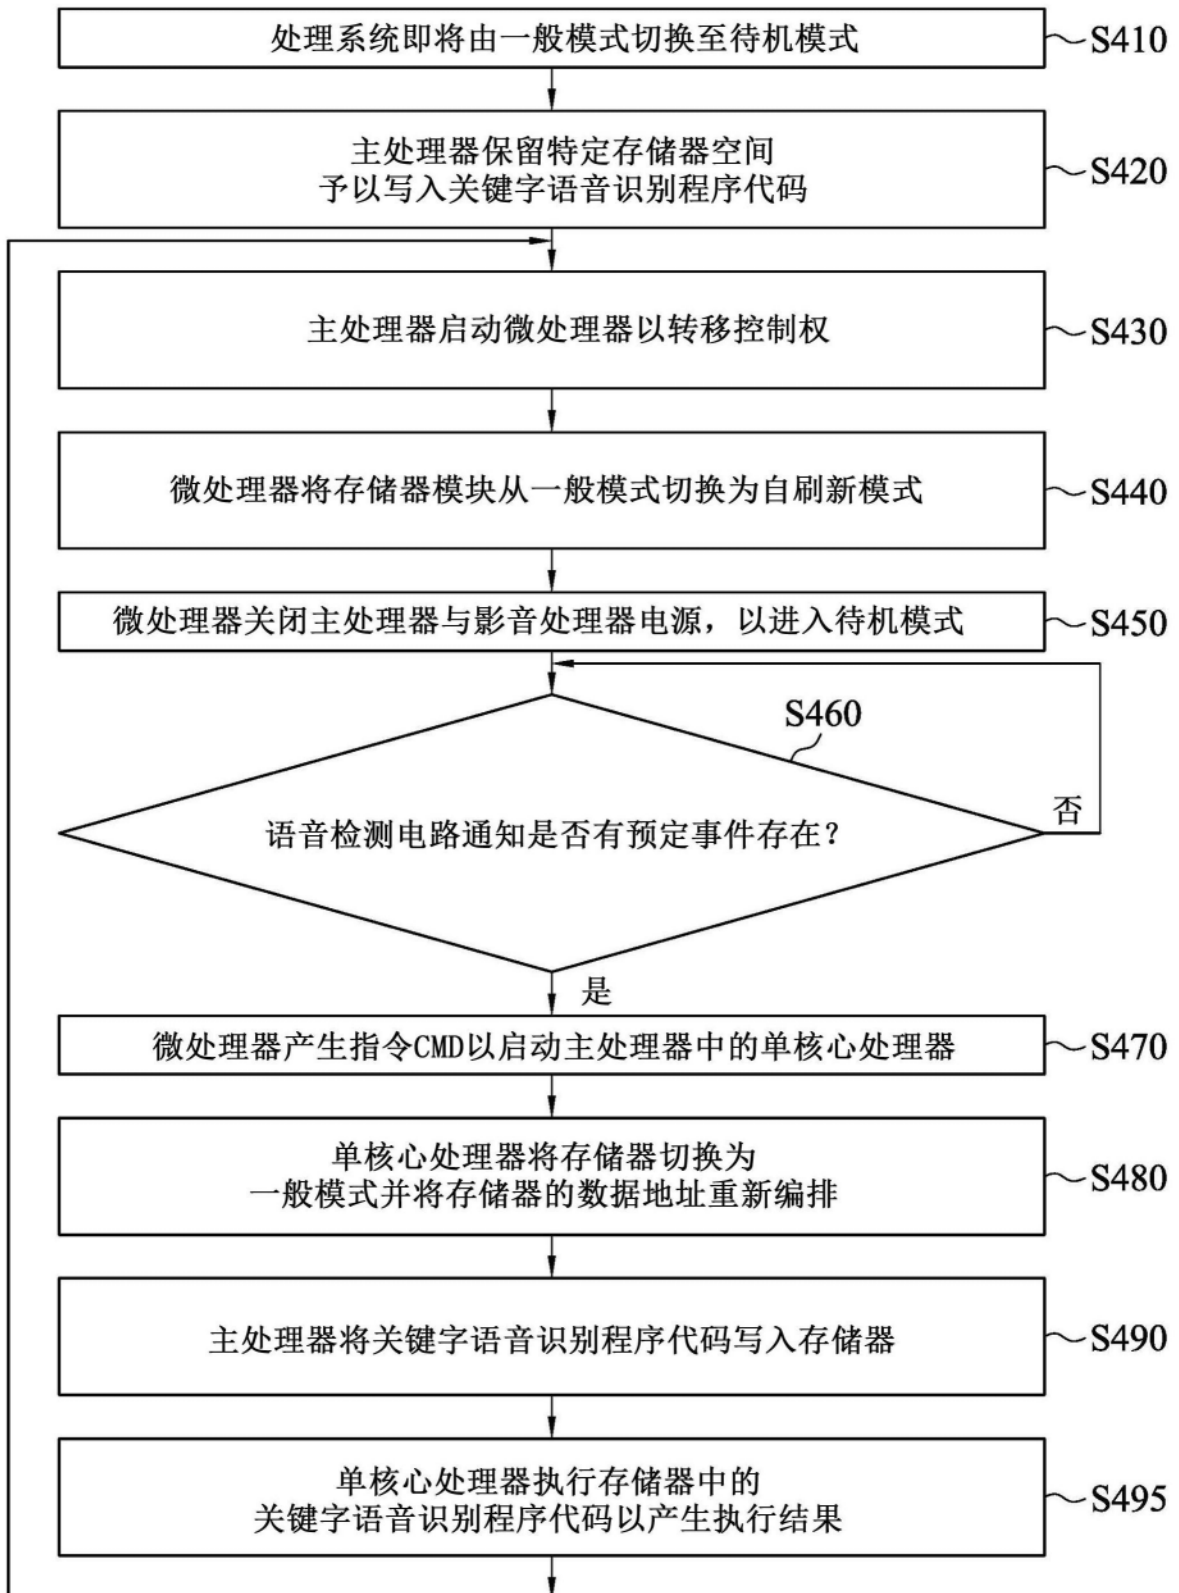 处理系统即将由一般模式切换至待机模式
S410
主处理器保留特定存储器空间
予以写入关键字语音识别程序代码
S420
主处理器启动微处理器以转移控制权
S430
微处理器将存储器模块从一般模式切换为自刷新模式
S440
微处理器关闭主处理器与影音处理器电源，以进入待机模式
S450
S460
语音检测电路通知是否有预定事件存在？
否
是
微处理器产生指令CMD以启动主处理器中的单核心处理器
S470
单核心处理器将存储器切换为
一般模式并将存储器的数据地址重新编排
S480
主处理器将关键字语音识别程序代码写入存储器
S490
单核心处理器执行存储器中的
关键字语音识别程序代码以产生执行结果
S495